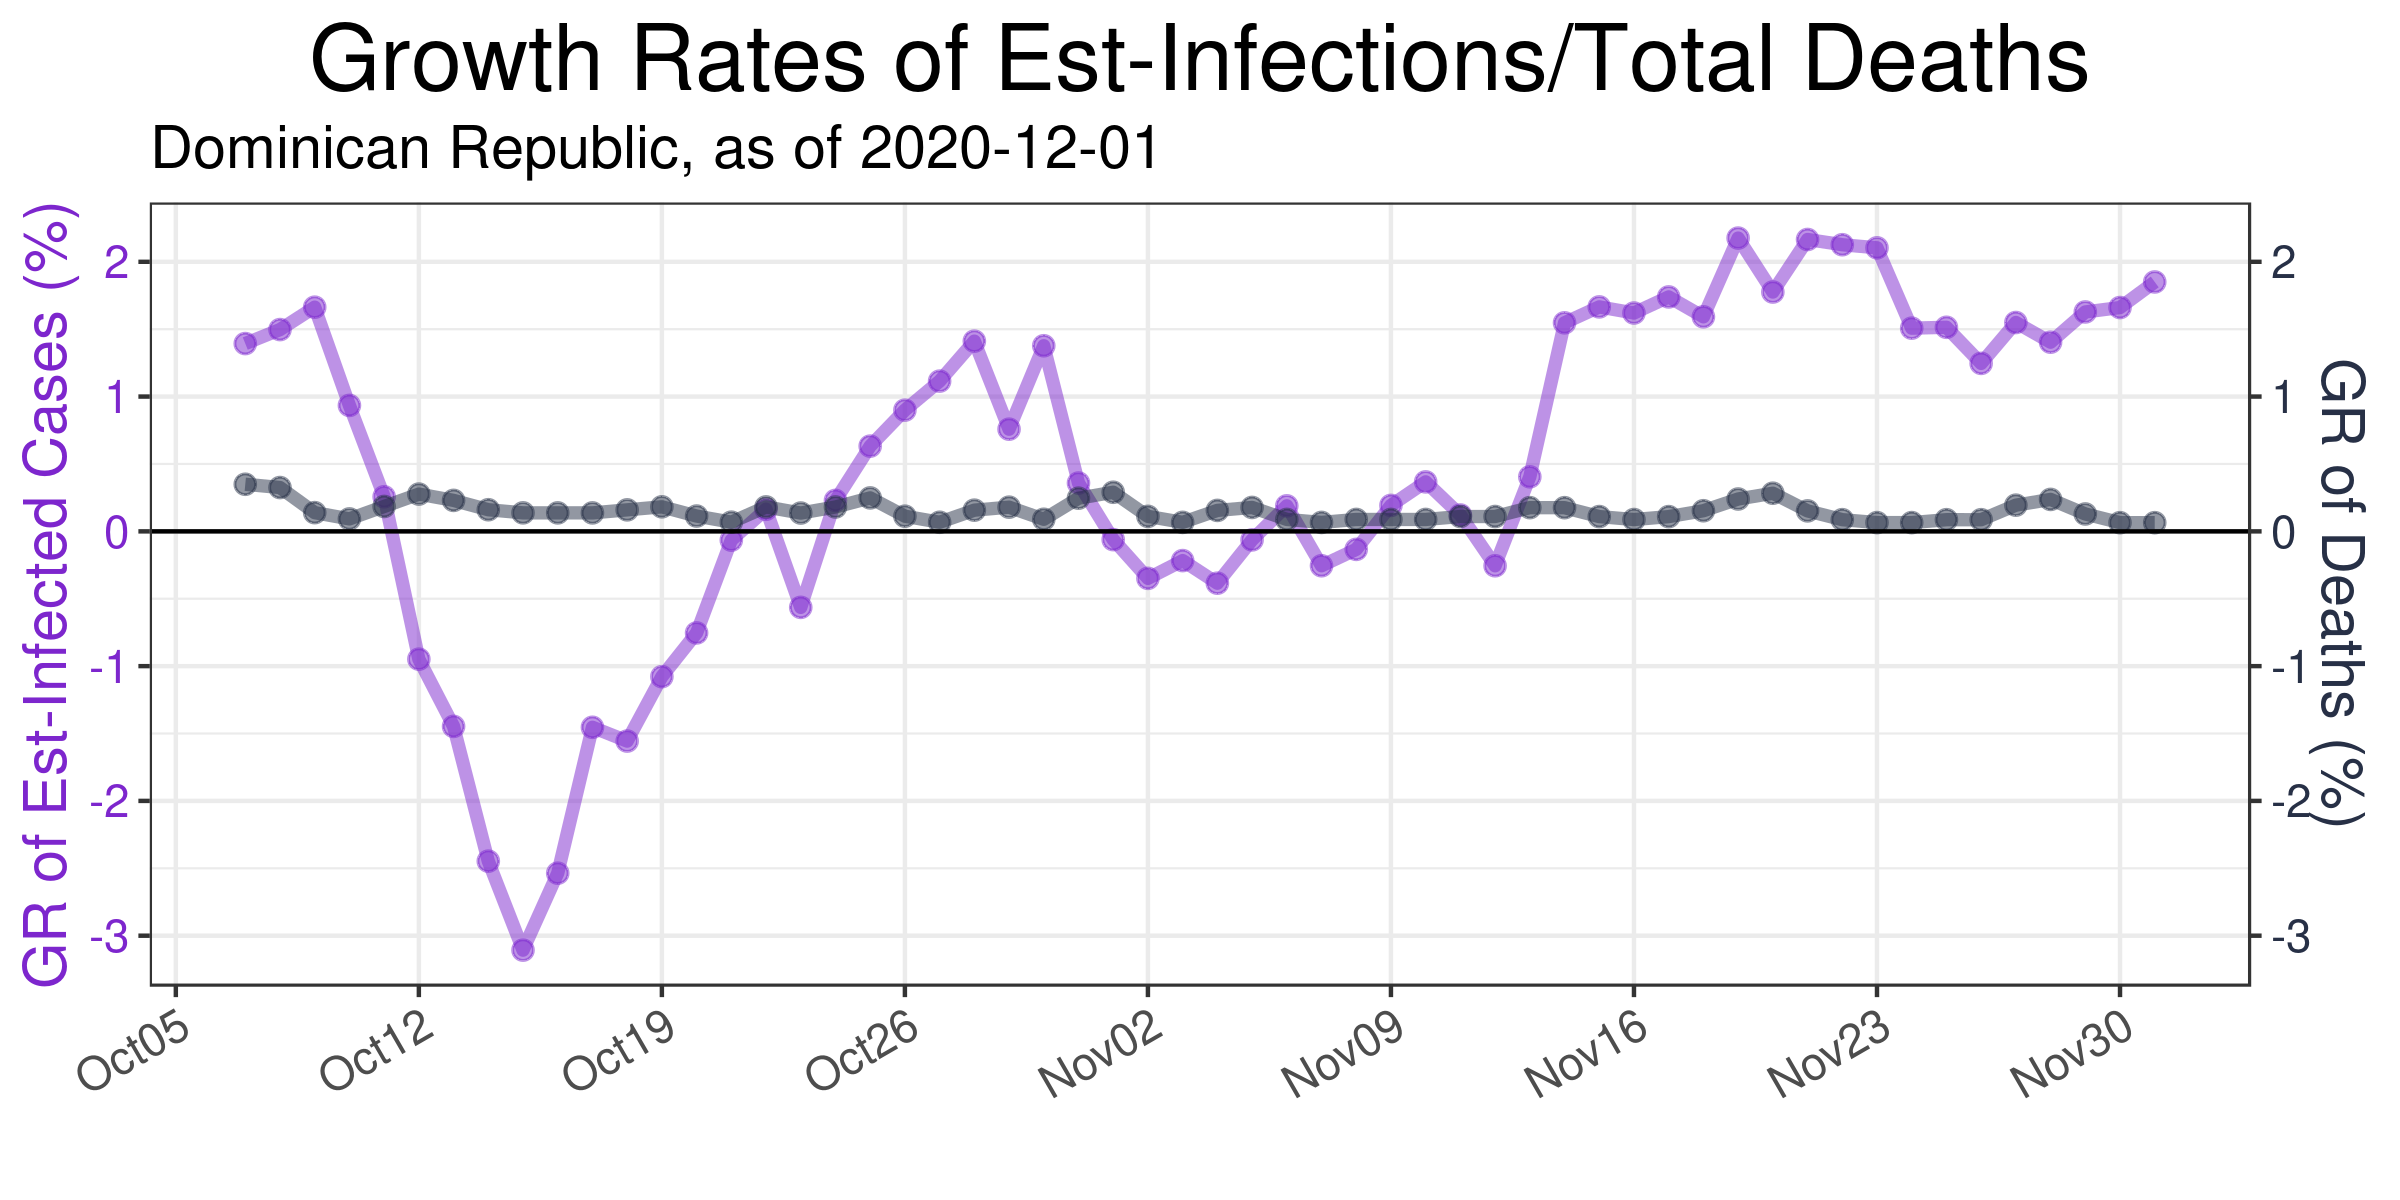 Growth Rates of Est-Infections/Total Deaths
Dominican Republic, as of 2020-12-01
GR of Est-Infected Cases (%)
2
1
0
-1
-2
-3
2
1
0
-1
-2
-3
GR of Deaths (%)
Oct05
Oct12
Oct19
Oct26
Nov02
Nov09
Nov16
Nov23
Nov30